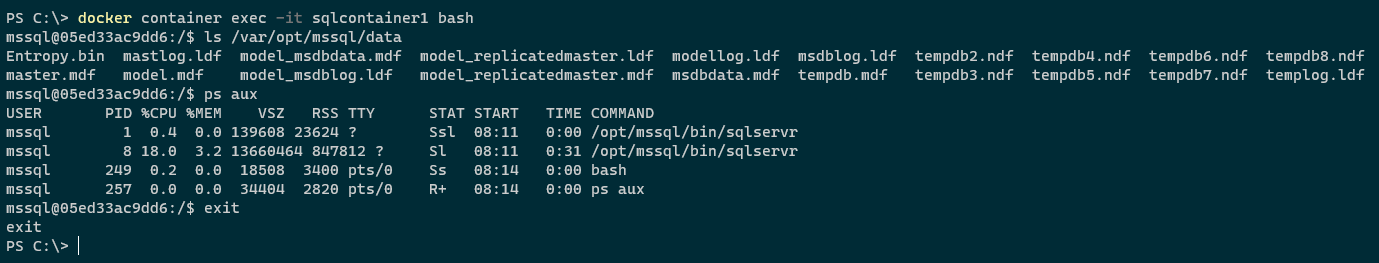 PS C:\> docker container exec -it sqlcontainer1 bash
mssql@05ed33ac9dd6:/$ ls /var/opt/mssql/data
Entropy.bin  mastlog.ldf  model_msdbdata.mdf  model_replicatedmaster.ldf  modellog.ldf  msdblog.ldf  tempdb2.ndf  tempdb4.ndf  tempdb6.ndf  tempdb8.ndf
master.mdf   model.mdf    model_msdblog.ldf   model_replicatedmaster.mdf  msdbdata.mdf  tempdb.mdf   tempdb3.ndf  tempdb5.ndf  tempdb7.ndf  templog.ldf
mssql@05ed33ac9dd6:/$ ps aux
USER       PID %CPU %MEM    VSZ   RSS TTY      STAT START   TIME COMMAND
mssql        1  0.4  0.0 139608 23624 ?        Ssl  08:11   0:00 /opt/mssql/bin/sqlservr
mssql        8 18.0  3.2 13660464 847812 ?     Sl   08:11   0:31 /opt/mssql/bin/sqlservr
mssql      249  0.2  0.0  18508  3400 pts/0    Ss   08:14   0:00 bash
mssql      257  0.0  0.0  34404  2820 pts/0    R+   08:14   0:00 ps aux
mssql@05ed33ac9dd6:/$ exit
exit
PS C:\>